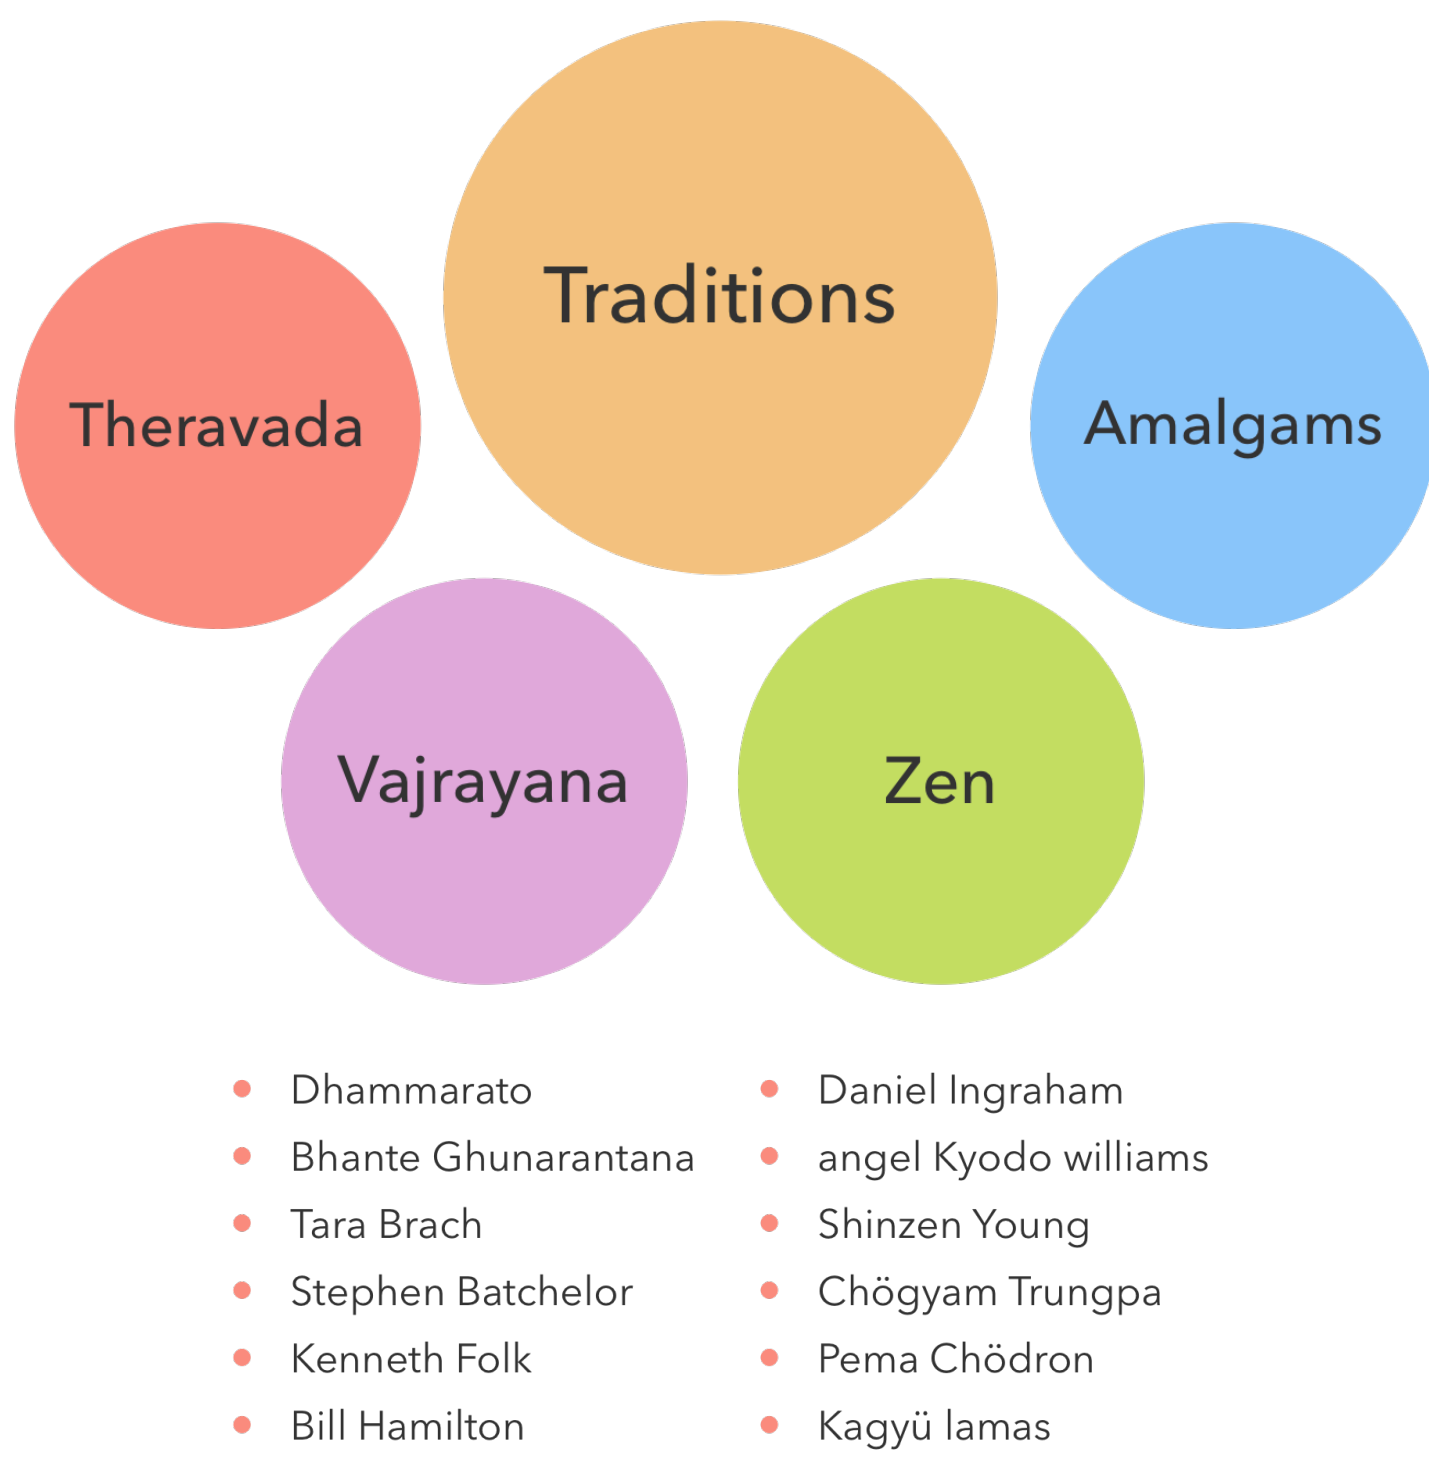 Traditions
Theravada
Amalgams
Vajrayana
Zen
Dhammarato
Bhante Ghunarantana
Tara Brach
Stephen Batchelor
Kenneth Folk
Bill Hamilton
Daniel Ingraham
angel Kyodo williams
Shinzen Young
Chögyam Trungpa
Pema Chödron
Kagyü lamas